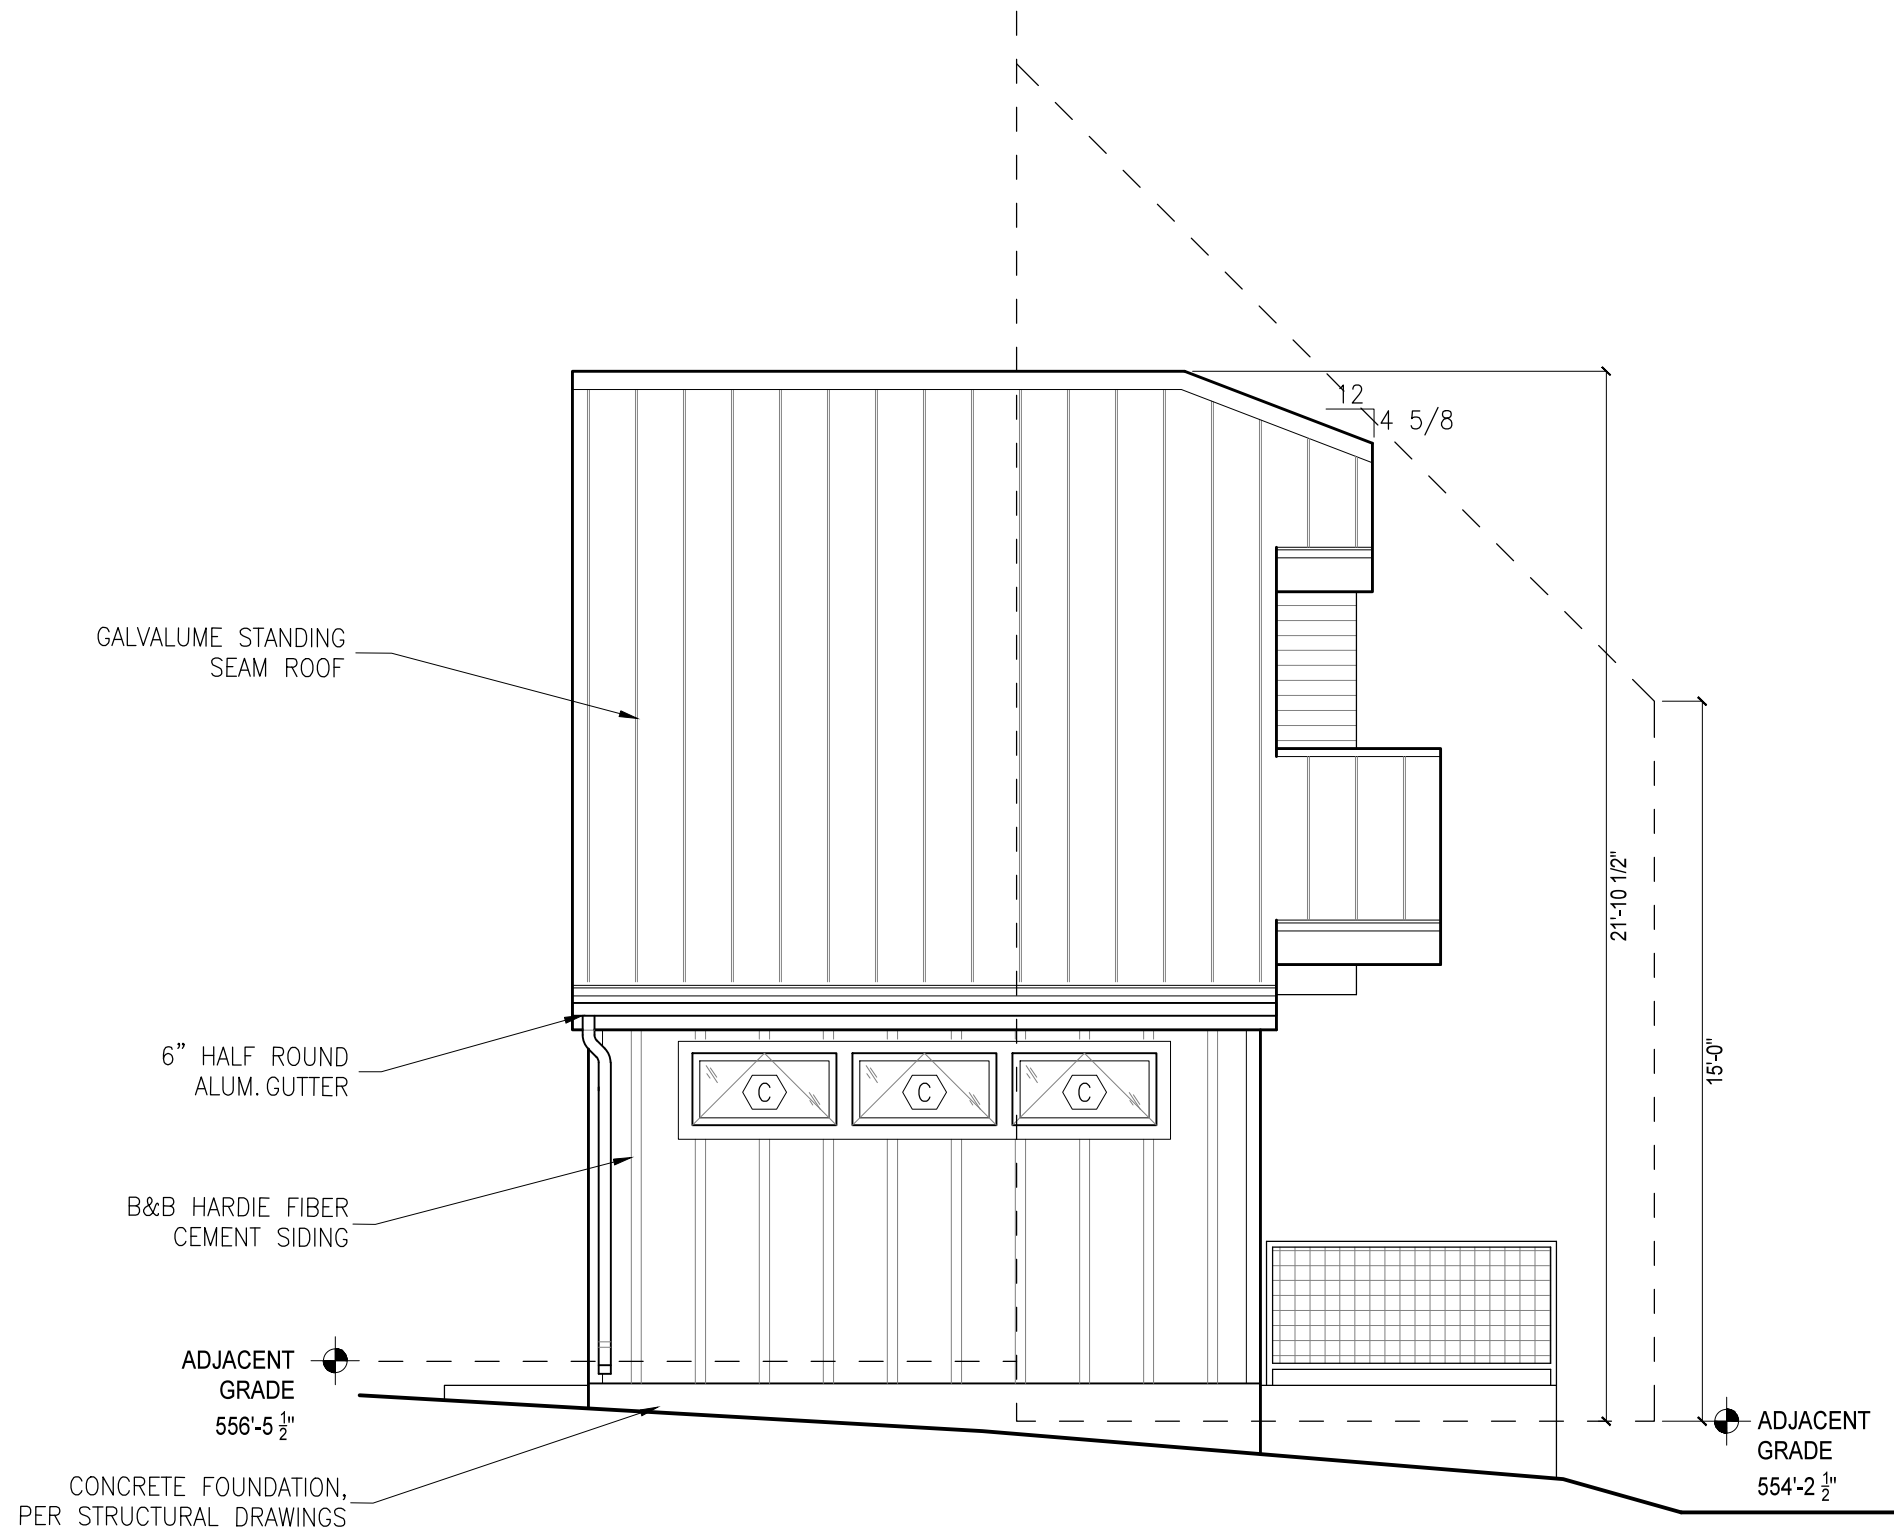 12
4 5/8
GALVALUME STANDING
SEAM ROOF
21'-10 1/2"
15'-0"
6” HALF ROUND
ALUM. GUTTER
C
C
C
B&B HARDIE FIBER
CEMENT SIDING
ADJACENT
GRADE
556'-5 1/2"
ADJACENT
GRADE
554'-2 1/2"
CONCRETE FOUNDATION,
PER STRUCTURAL DRAWINGS